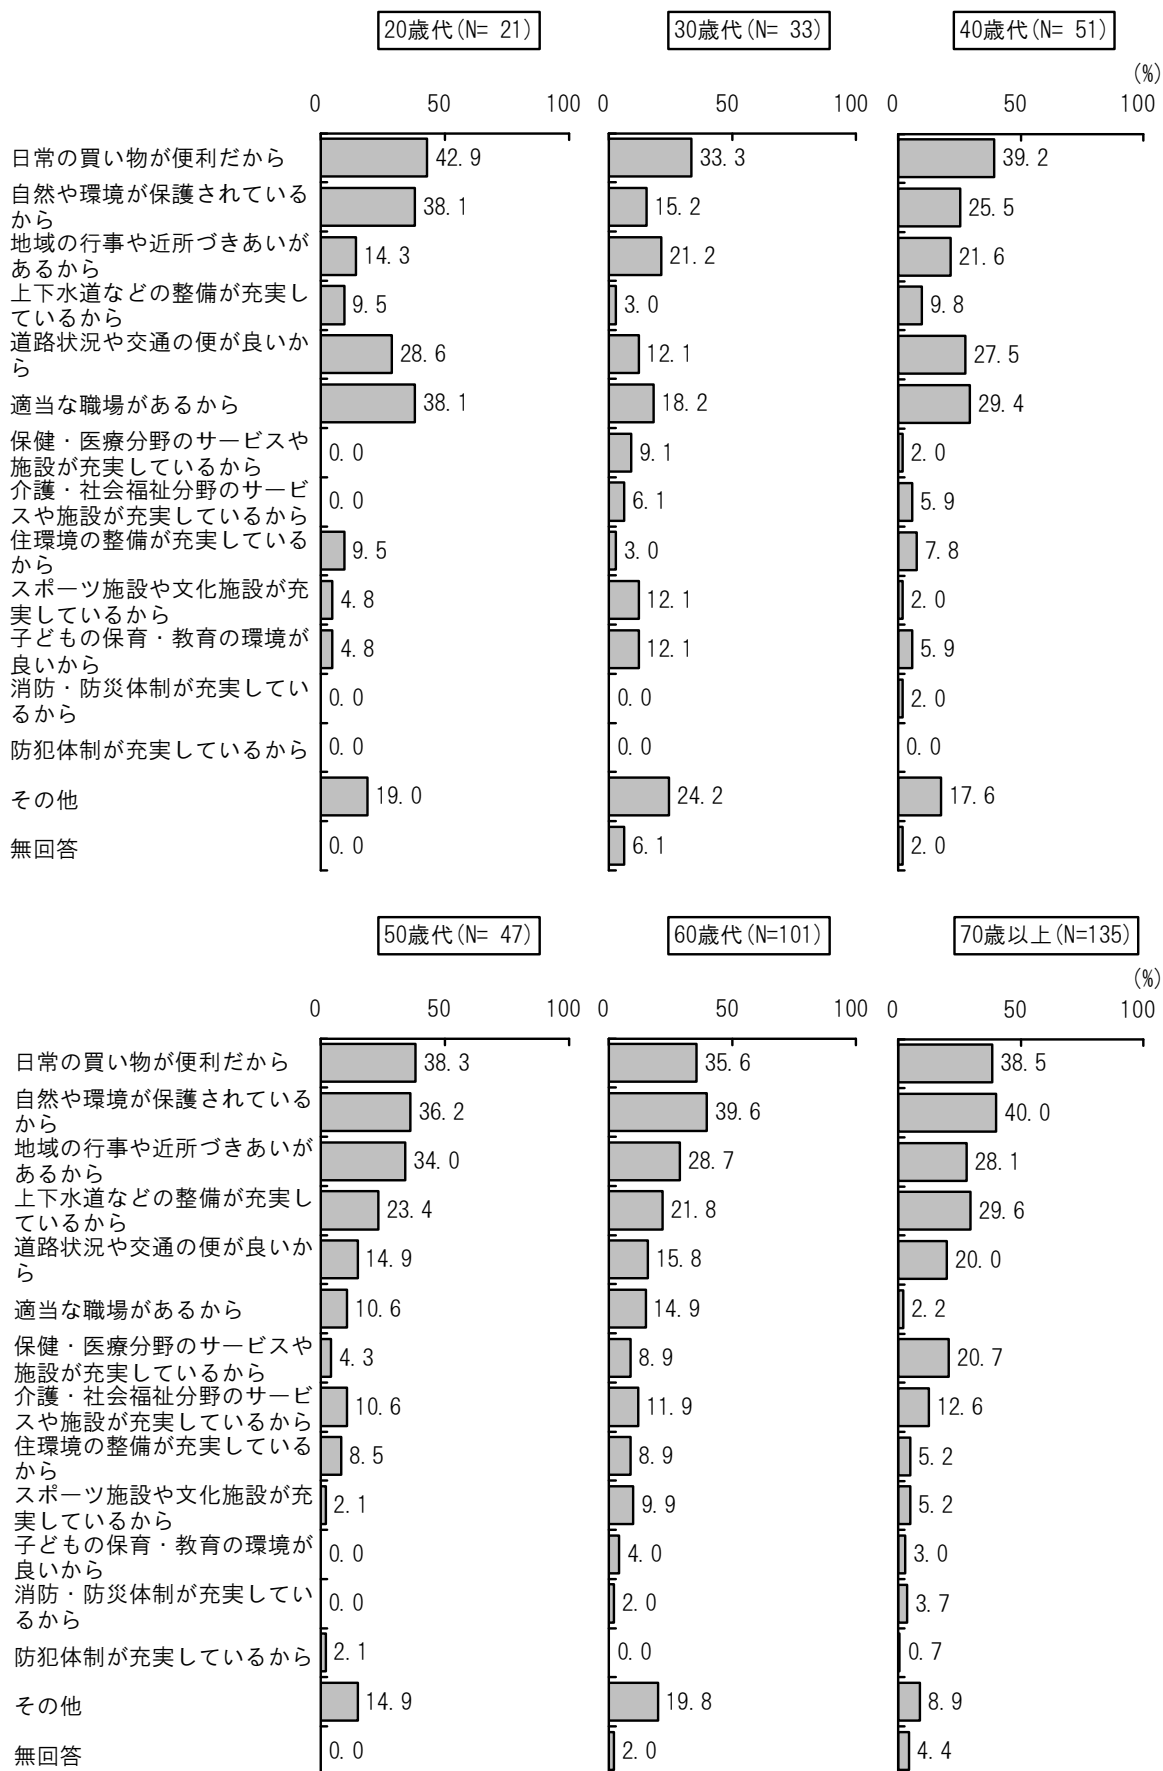 20歳代(N= 21) 30歳代(N= 33) 40歳代(N= 51)
(%)
0 50 100 0 50 100 0 50 100
日常の買い物が便利だから 42.9 33.3 39.2
自然や環境が保護されている
から 38.1 15.2 25.5
地域の行事や近所づきあいが
あるから 14.3 21.2 21.6
上下水道などの整備が充実し
ているから 9.5 3.0 9.8
道路状況や交通の便が良いか
ら 28.6 12.1 27.5
適当な職場があるから 38.1 18.2 29.4
保健・医療分野のサービスや
施設が充実しているから 0.0 9.1 2.0
介護・社会福祉分野のサービ
スや施設が充実しているから 0.0 6.1 5.9
住環境の整備が充実している
から 9.5 3.0 7.8
スポーツ施設や文化施設が充
実しているから 4.8 12.1 2.0
子どもの保育・教育の環境が
良いから 4.8 12.1 5.9
消防・防災体制が充実してい
るから 0.0 0.0 2.0
防犯体制が充実しているから 0.0 0.0 0.0
その他 19.0 24.2 17.6
無回答 0.0 6.1 2.0
50歳代(N= 47) 60歳代(N=101) 70歳以上(N=135)
(%)
0 50 100 0 50 100 0 50 100
日常の買い物が便利だから 38.3 35.6 38.5
自然や環境が保護されている
から 36.2 39.6 40.0
地域の行事や近所づきあいが
あるから 34.0 28.7 28.1
上下水道などの整備が充実し
ているから 23.4 21.8 29.6
道路状況や交通の便が良いか
ら 14.9 15.8 20.0
適当な職場があるから 10.6 14.9 2.2
保健・医療分野のサービスや
施設が充実しているから 4.3 8.9 20.7
介護・社会福祉分野のサービ
スや施設が充実しているから 10.6 11.9 12.6
住環境の整備が充実している
から 8.5 8.9 5.2
スポーツ施設や文化施設が充
実しているから 2.1 9.9 5.2
子どもの保育・教育の環境が
良いから 0.0 4.0 3.0
消防・防災体制が充実してい
るから 0.0 2.0 3.7
防犯体制が充実しているから 2.1 0.0 0.7
その他 14.9 19.8 8.9
無回答 0.0 2.0 4.4